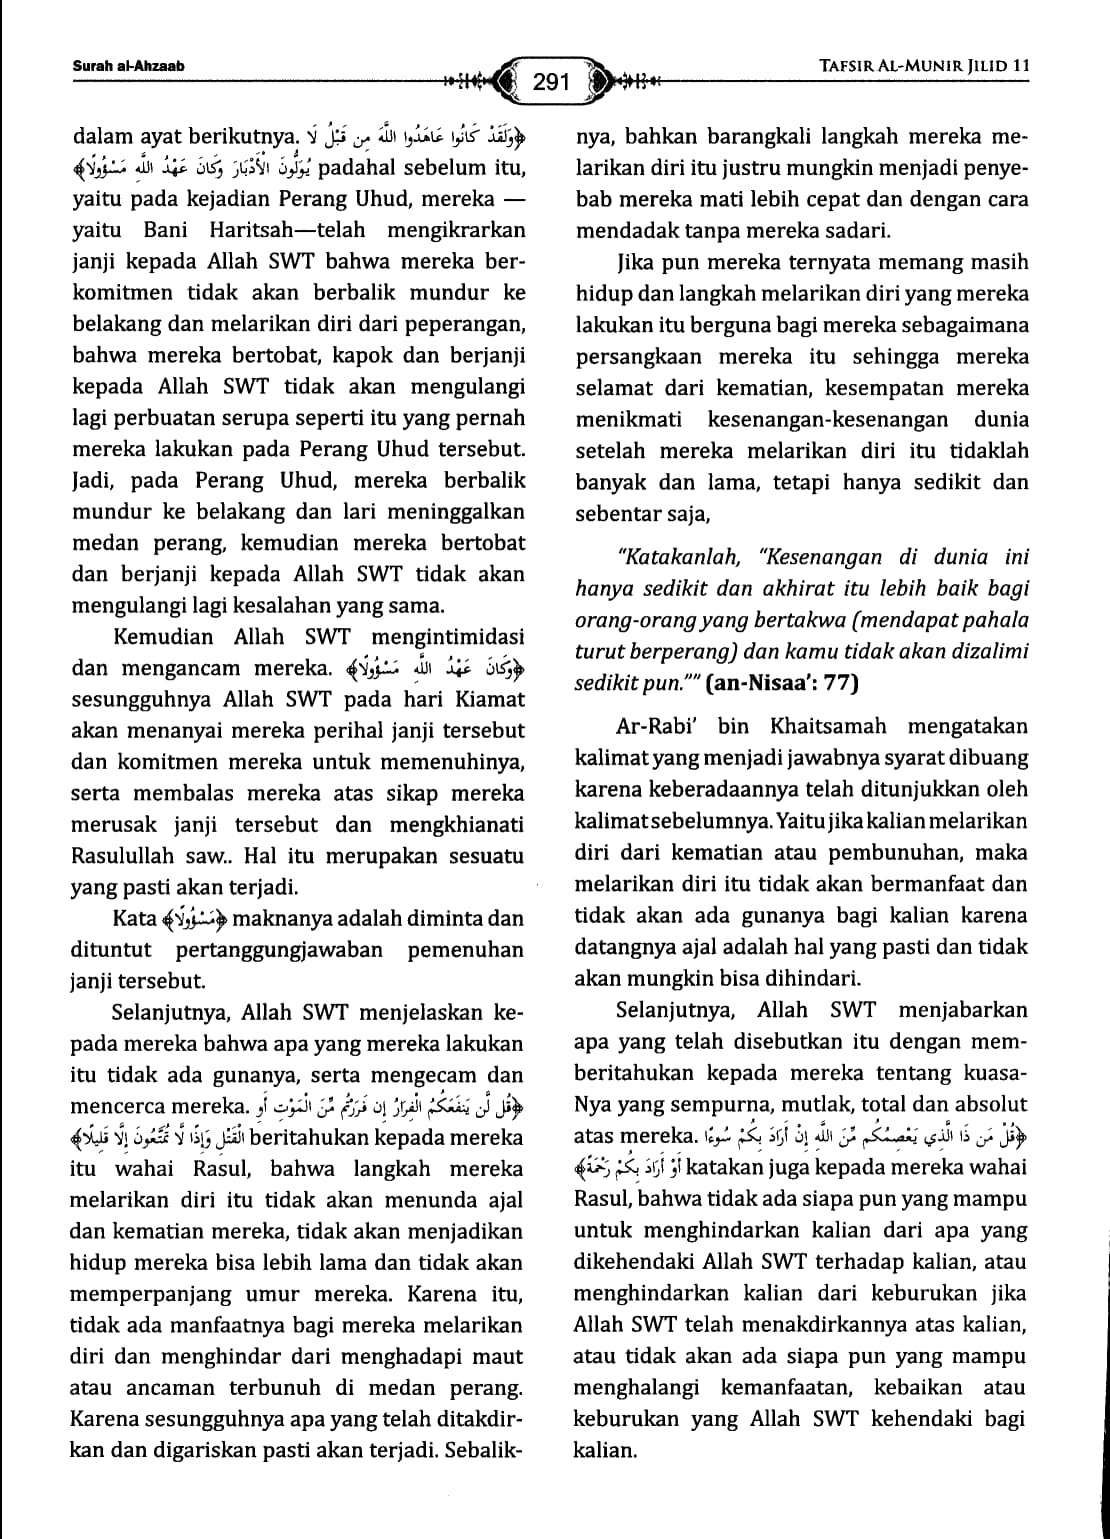 Surah al-Ahzaab
291
TAFSIR AL-MUNIR JILID 11
dalam ayat berikutnya. ﴿وَلَقَدْ كَانُوا عَاهَدُوا اللَّهَ مِن قَبْلُ لَا
يُوَلُّونَ الْأَدْبَارَ وَكَانَ عَهْدُ اللَّهِ مَسْؤُولًا﴾ padahal sebelum itu,
yaitu pada kejadian Perang Uhud, mereka —
yaitu Bani Haritsah—telah mengikrarkan
janji kepada Allah SWT bahwa mereka ber-
komitmen tidak akan berbalik mundur ke
belakang dan melarikan diri dari peperangan,
bahwa mereka bertobat, kapok dan berjanji
kepada Allah SWT tidak akan mengulangi
lagi perbuatan serupa seperti itu yang pernah
mereka lakukan pada Perang Uhud tersebut.
Jadi, pada Perang Uhud, mereka berbalik
mundur ke belakang dan lari meninggalkan
medan perang, kemudian mereka bertobat
dan berjanji kepada Allah SWT tidak akan
mengulangi lagi kesalahan yang sama.
Kemudian Allah SWT mengintimidasi
dan mengancam mereka. ﴿وَكَانَ عَهْدُ اللَّهِ مَسْؤُولًا﴾
sesungguhnya Allah SWT pada hari Kiamat
akan menanyai mereka perihal janji tersebut
dan komitmen mereka untuk memenuhinya,
serta membalas mereka atas sikap mereka
merusak janji tersebut dan mengkhianati
Rasulullah saw.. Hal itu merupakan sesuatu
yang pasti akan terjadi.
Kata ﴿مَسْؤُولًا﴾ maknanya adalah diminta dan
dituntut pertanggungjawaban pemenuhan
janji tersebut.
Selanjutnya, Allah SWT menjelaskan ke-
pada mereka bahwa apa yang mereka lakukan
itu tidak ada gunanya, serta mengecam dan
mencerca mereka. ﴿قُل لَّن يَنفَعَكُمُ الْفِرَارُ إِن فَرَرْتُم مِّنَ الْمَوْتِ أَوِ
الْقَتْلِ وَإِذًا لَّا تُمَتَّعُونَ إِلَّا قَلِيلًا﴾ beritahukan kepada mereka
itu wahai Rasul, bahwa langkah mereka
melarikan diri itu tidak akan menunda ajal
dan kematian mereka, tidak akan menjadikan
hidup mereka bisa lebih lama dan tidak akan
memperpanjang umur mereka. Karena itu,
tidak ada manfaatnya bagi mereka melarikan
diri dan menghindar dari menghadapi maut
atau ancaman terbunuh di medan perang.
Karena sesungguhnya apa yang telah ditakdir-
kan dan digariskan pasti akan terjadi. Sebalik-
nya, bahkan barangkali langkah mereka me-
larikan diri itu justru mungkin menjadi penye-
bab mereka mati lebih cepat dan dengan cara
mendadak tanpa mereka sadari.
Jika pun mereka ternyata memang masih
hidup dan langkah melarikan diri yang mereka
lakukan itu berguna bagi mereka sebagaimana
persangkaan mereka itu sehingga mereka
selamat dari kematian, kesempatan mereka
menikmati kesenangan-kesenangan dunia
setelah mereka melarikan diri itu tidaklah
banyak dan lama, tetapi hanya sedikit dan
sebentar saja,
"Katakanlah, "Kesenangan di dunia ini
hanya sedikit dan akhirat itu lebih baik bagi
orang-orang yang bertakwa (mendapat pahala
turut berperang) dan kamu tidak akan dizalimi
sedikit pun."" (an-Nisaa': 77)
Ar-Rabi' bin Khaitsamah mengatakan
kalimat yang menjadi jawabnya syarat dibuang
karena keberadaannya telah ditunjukkan oleh
kalimat sebelumnya. Yaitu jika kalian melarikan
diri dari kematian atau pembunuhan, maka
melarikan diri itu tidak akan bermanfaat dan
tidak akan ada gunanya bagi kalian karena
datangnya ajal adalah hal yang pasti dan tidak
akan mungkin bisa dihindari.
Selanjutnya, Allah SWT menjabarkan
apa yang telah disebutkan itu dengan mem-
beritahukan kepada mereka tentang kuasa-
Nya yang sempurna, mutlak, total dan absolut
atas mereka. ﴿قُلْ مَن ذَا الَّذِي يَعْصِمُكُم مِّنَ اللَّهِ إِنْ أَرَادَ بِكُمْ سُوءًا
أَوْ أَرَادَ بِكُمْ رَحْمَةً﴾ katakan juga kepada mereka wahai
Rasul, bahwa tidak ada siapa pun yang mampu
untuk menghindarkan kalian dari apa yang
dikehendaki Allah SWT terhadap kalian, atau
menghindarkan kalian dari keburukan jika
Allah SWT telah menakdirkannya atas kalian,
atau tidak akan ada siapa pun yang mampu
menghalangi kemanfaatan, kebaikan atau
keburukan yang Allah SWT kehendaki bagi
kalian.